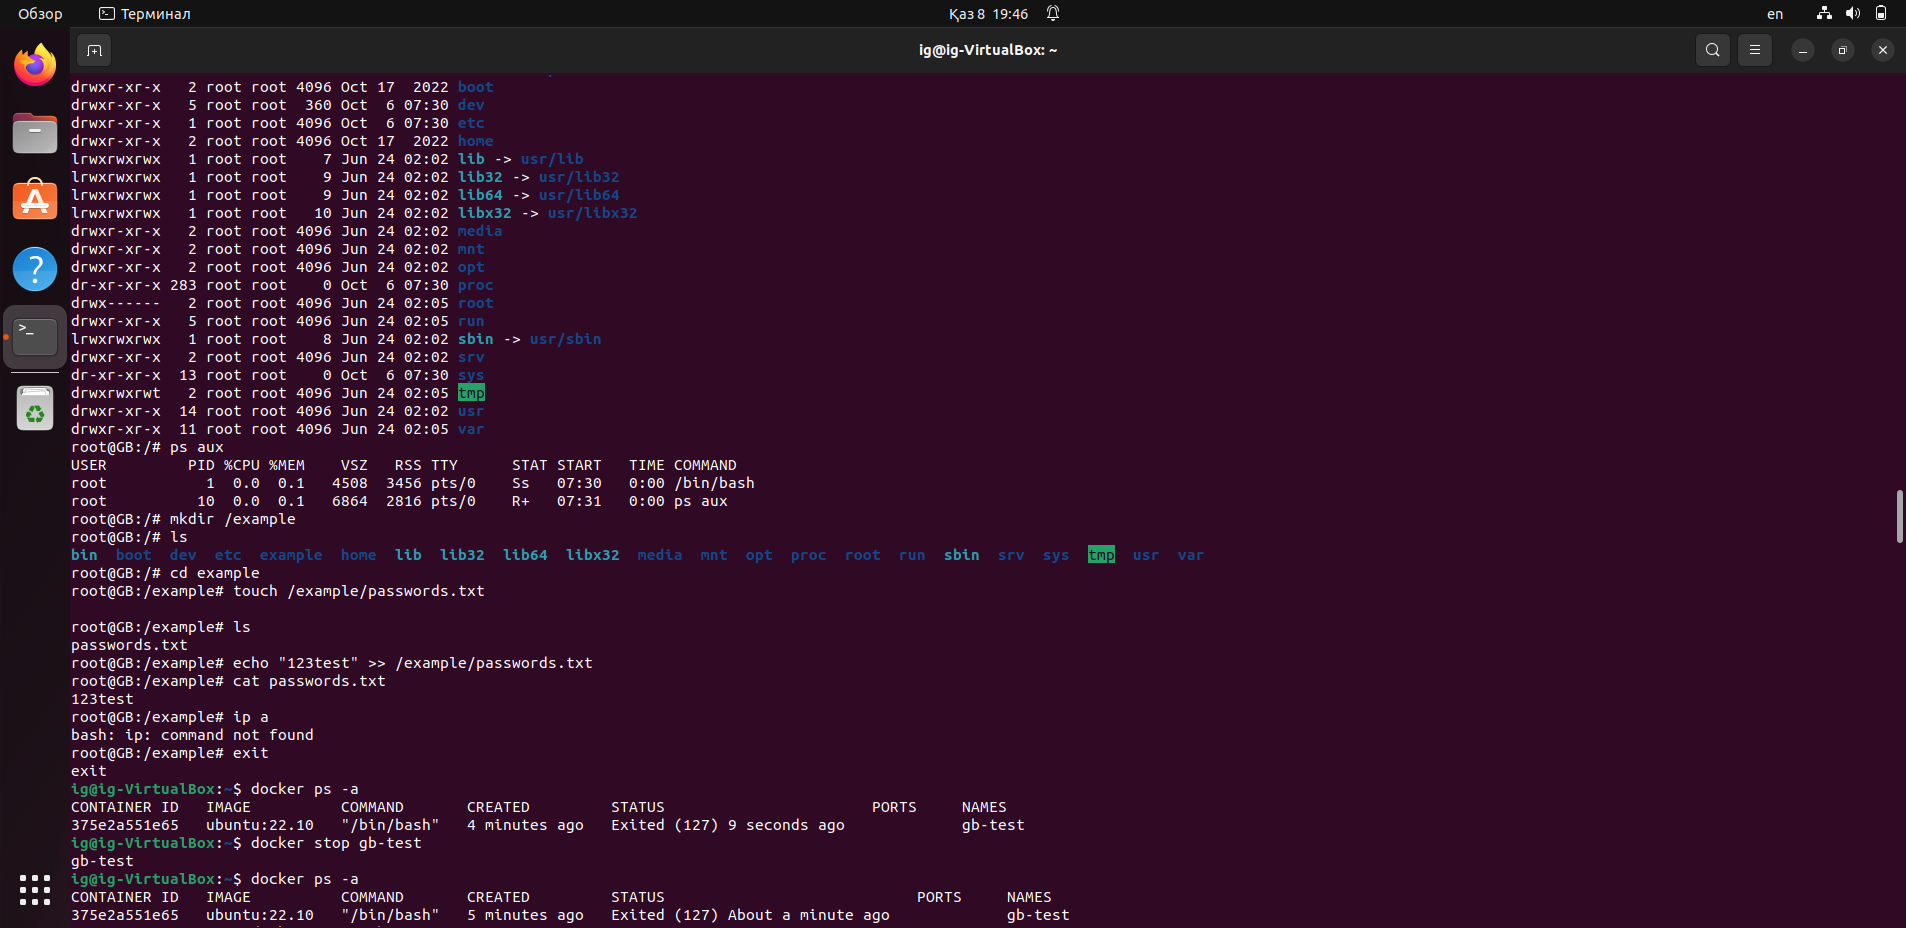 Обзор
Терминал
Қаз 8 19:46
en
ig@ig-VirtualBox: ~
drwxr-xr-x   2 root root 4096 Oct 17  2022 boot
drwxr-xr-x   5 root root  360 Oct  6 07:30 dev
drwxr-xr-x   1 root root 4096 Oct  6 07:30 etc
drwxr-xr-x   2 root root 4096 Oct 17  2022 home
lrwxrwxrwx   1 root root    7 Jun 24 02:02 lib -> usr/lib
lrwxrwxrwx   1 root root    9 Jun 24 02:02 lib32 -> usr/lib32
lrwxrwxrwx   1 root root    9 Jun 24 02:02 lib64 -> usr/lib64
lrwxrwxrwx   1 root root   10 Jun 24 02:02 libx32 -> usr/libx32
drwxr-xr-x   2 root root 4096 Jun 24 02:02 media
drwxr-xr-x   2 root root 4096 Jun 24 02:02 mnt
drwxr-xr-x   2 root root 4096 Jun 24 02:02 opt
dr-xr-xr-x 283 root root    0 Oct  6 07:30 proc
drwx------   2 root root 4096 Jun 24 02:05 root
drwxr-xr-x   5 root root 4096 Jun 24 02:05 run
lrwxrwxrwx   1 root root    8 Jun 24 02:02 sbin -> usr/sbin
drwxr-xr-x   2 root root 4096 Jun 24 02:02 srv
dr-xr-xr-x  13 root root    0 Oct  6 07:30 sys
drwxrwxrwt   2 root root 4096 Jun 24 02:05 tmp
drwxr-xr-x  14 root root 4096 Jun 24 02:02 usr
drwxr-xr-x  11 root root 4096 Jun 24 02:05 var
root@GB:/# ps aux
USER         PID %CPU %MEM    VSZ   RSS TTY      STAT START   TIME COMMAND
root           1  0.0  0.1   4508  3456 pts/0    Ss   07:30   0:00 /bin/bash
root          10  0.0  0.1   6864  2816 pts/0    R+   07:31   0:00 ps aux
root@GB:/# mkdir /example
root@GB:/# ls
bin  boot  dev  etc  example  home  lib  lib32  lib64  libx32  media  mnt  opt  proc  root  run  sbin  srv  sys  tmp  usr  var
root@GB:/# cd example
root@GB:/example# touch /example/passwords.txt
root@GB:/example# ls
passwords.txt
root@GB:/example# echo "123test" >> /example/passwords.txt
root@GB:/example# cat passwords.txt
123test
root@GB:/example# ip a
bash: ip: command not found
root@GB:/example# exit
exit
ig@ig-VirtualBox:~$ docker ps -a
CONTAINER ID   IMAGE          COMMAND       CREATED         STATUS                       PORTS     NAMES
375e2a551e65   ubuntu:22.10   "/bin/bash"   4 minutes ago   Exited (127) 9 seconds ago             gb-test
ig@ig-VirtualBox:~$ docker stop gb-test
gb-test
ig@ig-VirtualBox:~$ docker ps -a
CONTAINER ID   IMAGE          COMMAND       CREATED         STATUS                            PORTS     NAMES
375e2a551e65   ubuntu:22.10   "/bin/bash"   5 minutes ago   Exited (127) About a minute ago             gb-test